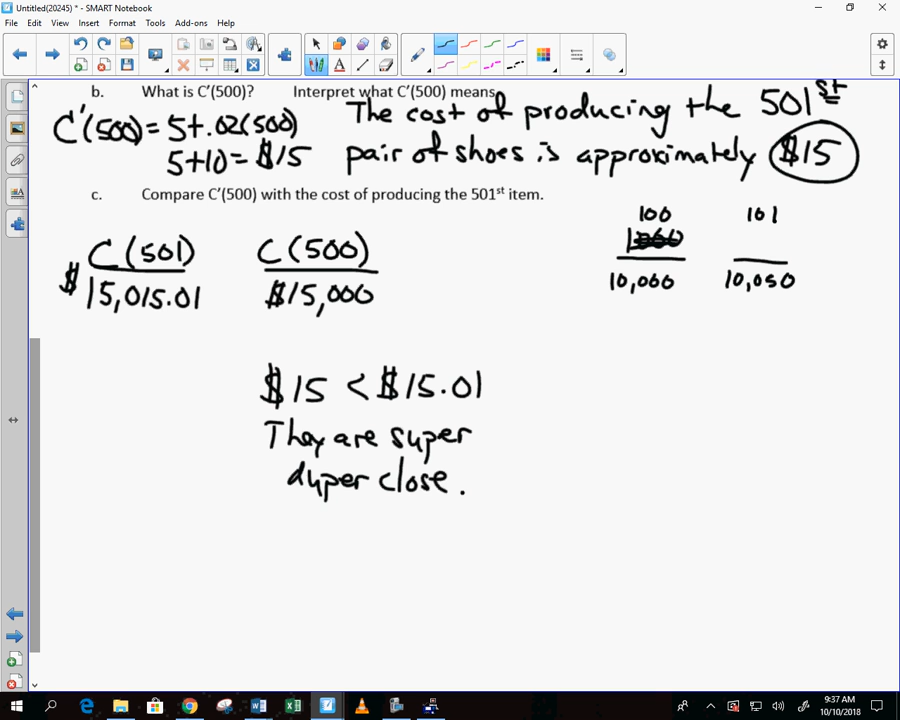 Untitled(20245) * - SMART Notebook
File Edit View Insert Format Tools Add-ons Help
b. What is C'(500)? Interpret what C'(500) means
C'(500) = 5+.02(500)
5+10 = $15
The cost of producing the 501st
pair of shoes is approximately $15
c. Compare C'(500) with the cost of producing the 501st item.
C(501) C(500)
$15,015.01 $15,000
100 101
10,000 10,050
$15 < $15.01
They are super
duper close.
9:37 AM
10/10/2018